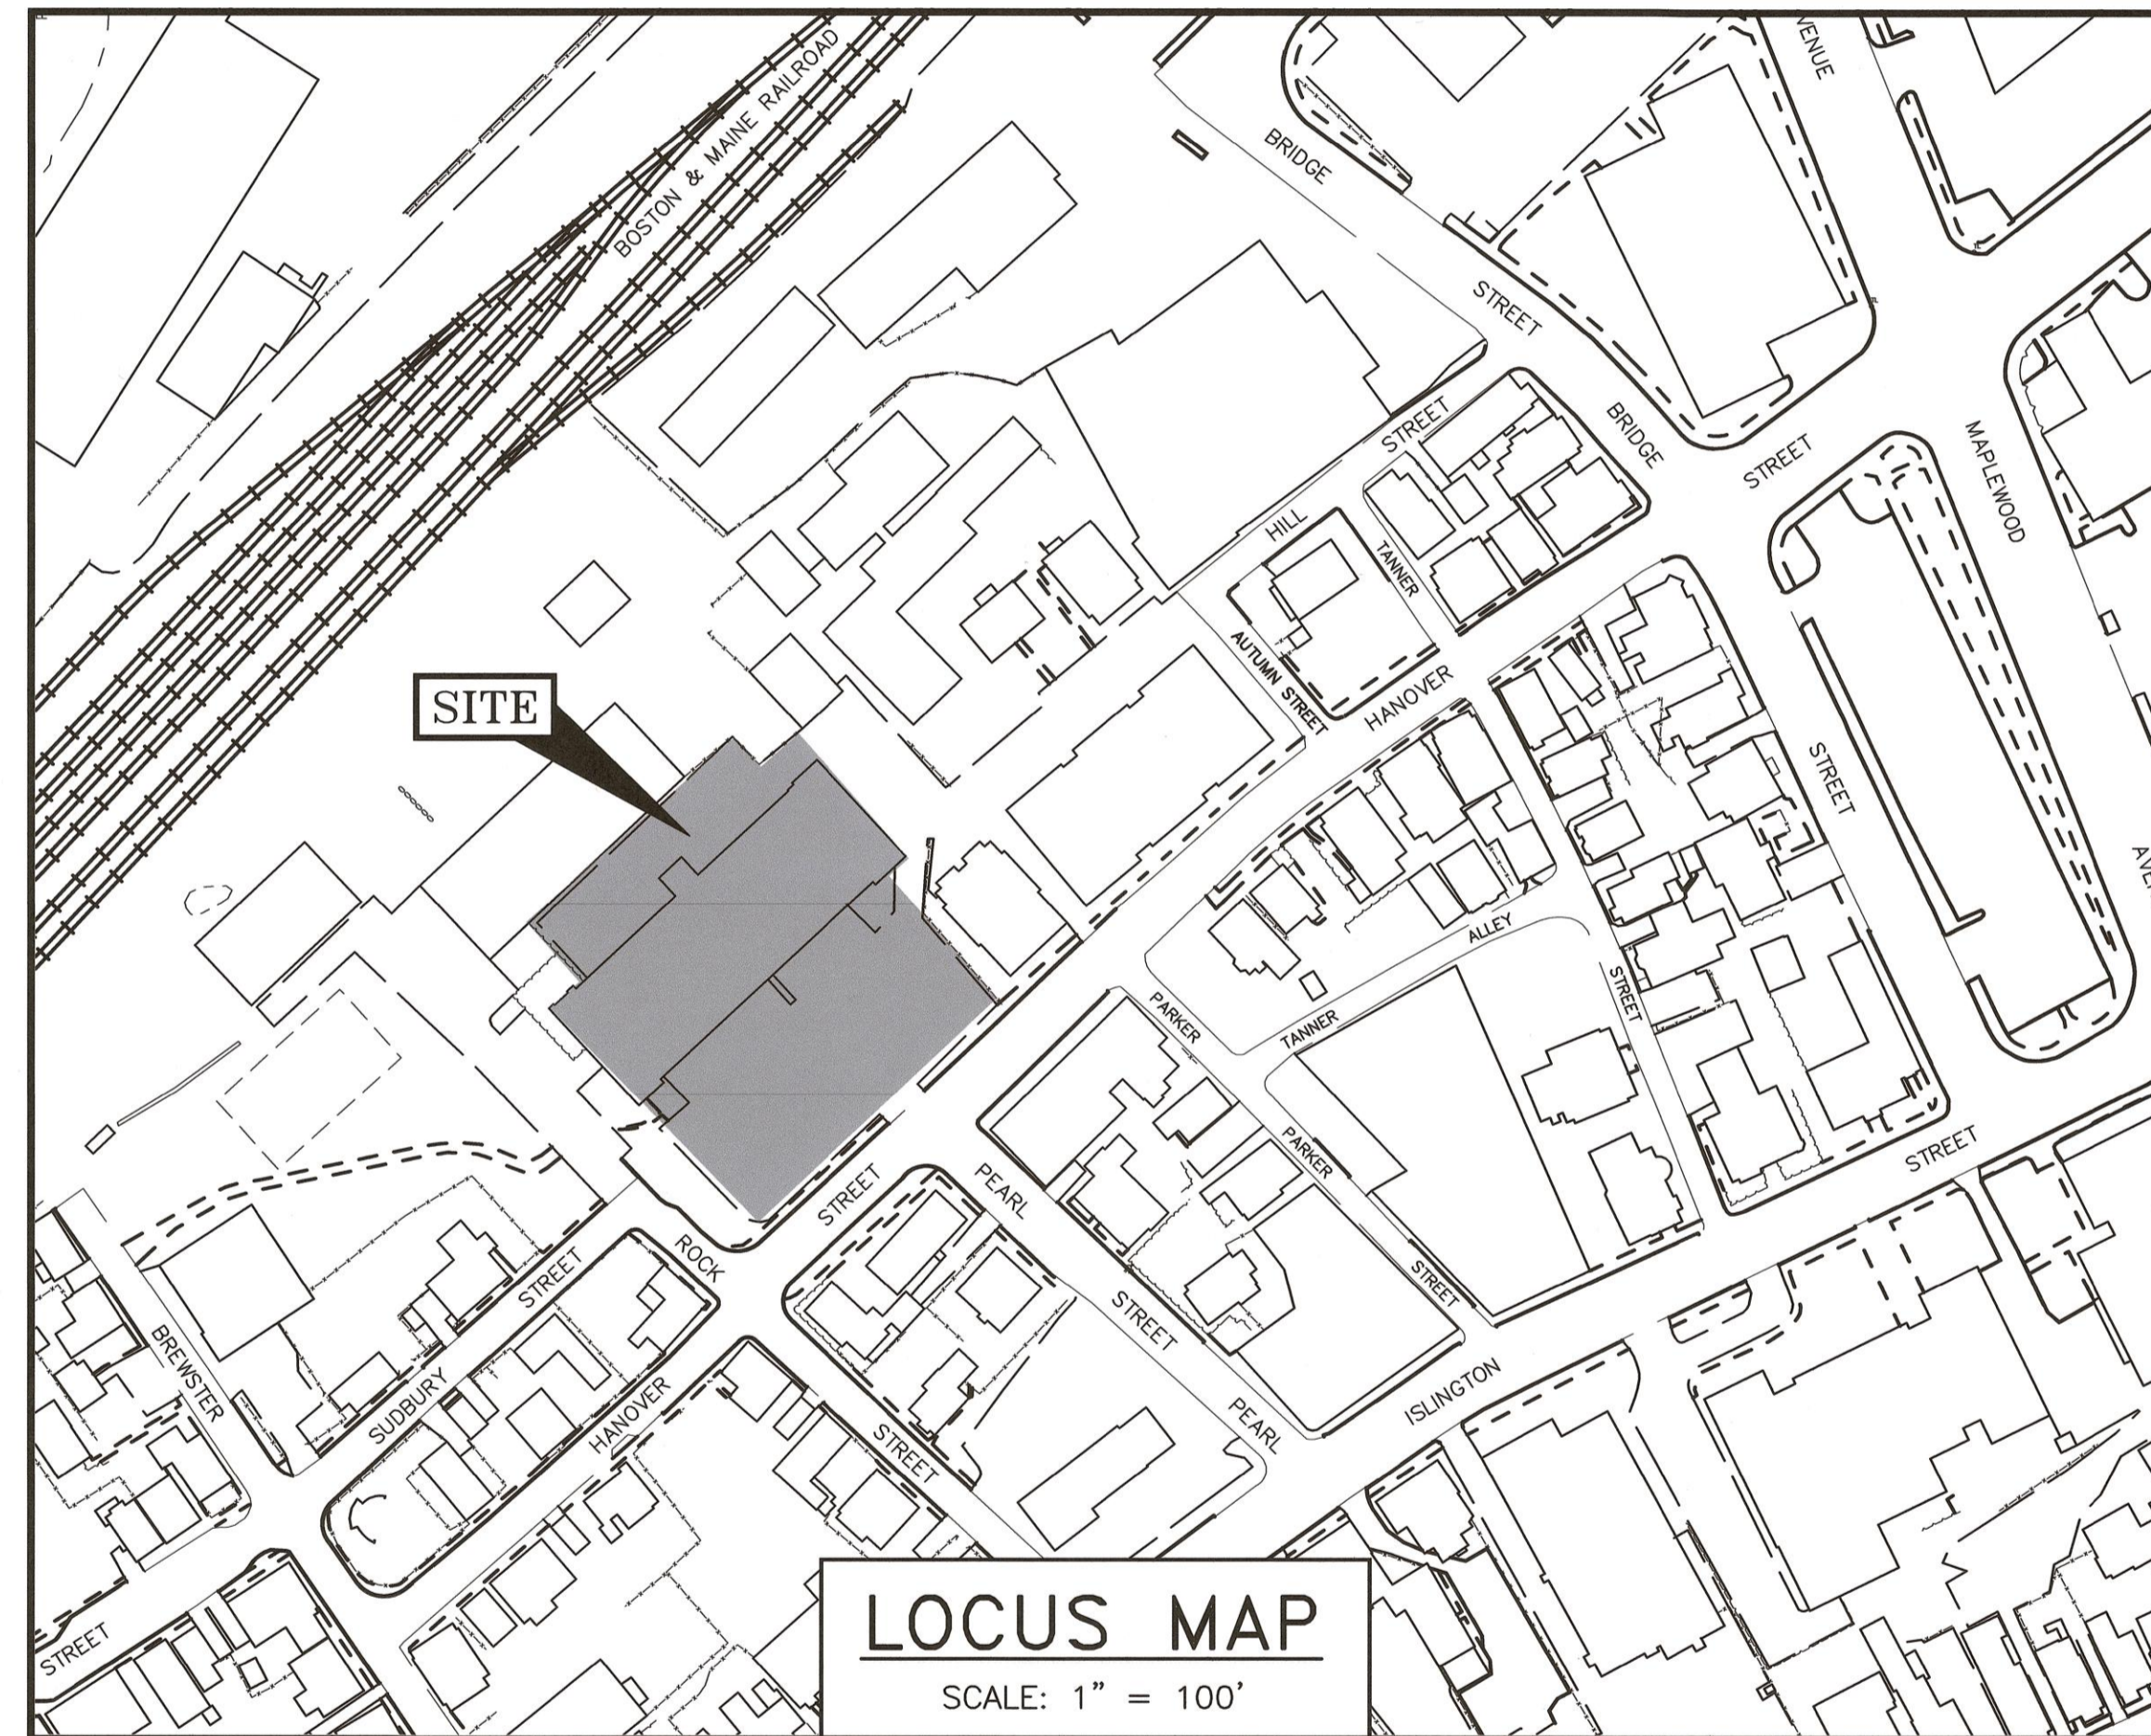 VENUE
BOSTON & MAINE RAILROAD
BRIDGE
STREET
BRIDGE
STREET
STREET
MAPLEWOOD
HILL
TANNER
AUTUMN STREET
HANOVER
SITE
STREET
ALLEY
STREET
PARKER
TANNER
PARKER
STREET
PEARL
STREET
ROCK
STREET
STREET
STREET
BREWSTER
SUDBURY
HANOVER
STREET
PEARL
ISLINGTON
STREET
LOCUS MAP
SCALE: 1" = 100'